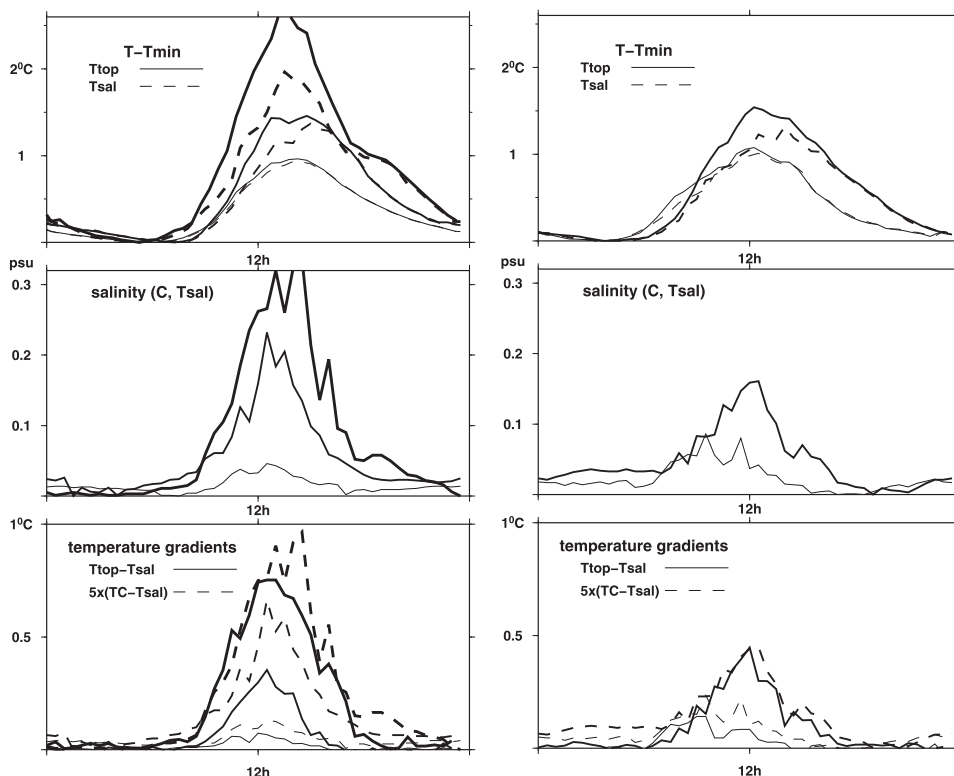 T–Tmin
2⁰C
Ttop
Tsal
1
12h
T–Tmin
2⁰C
Ttop
Tsal
1
12h
psu
0.3
salinity (C, Tsal)
0.2
0.1
12h
psu
0.3
salinity (C, Tsal)
0.2
0.1
12h
1⁰C
temperature gradients
Ttop–Tsal
5x(TC–Tsal)
0.5
12h
1⁰C
temperature gradients
Ttop–Tsal
5x(TC–Tsal)
0.5
12h